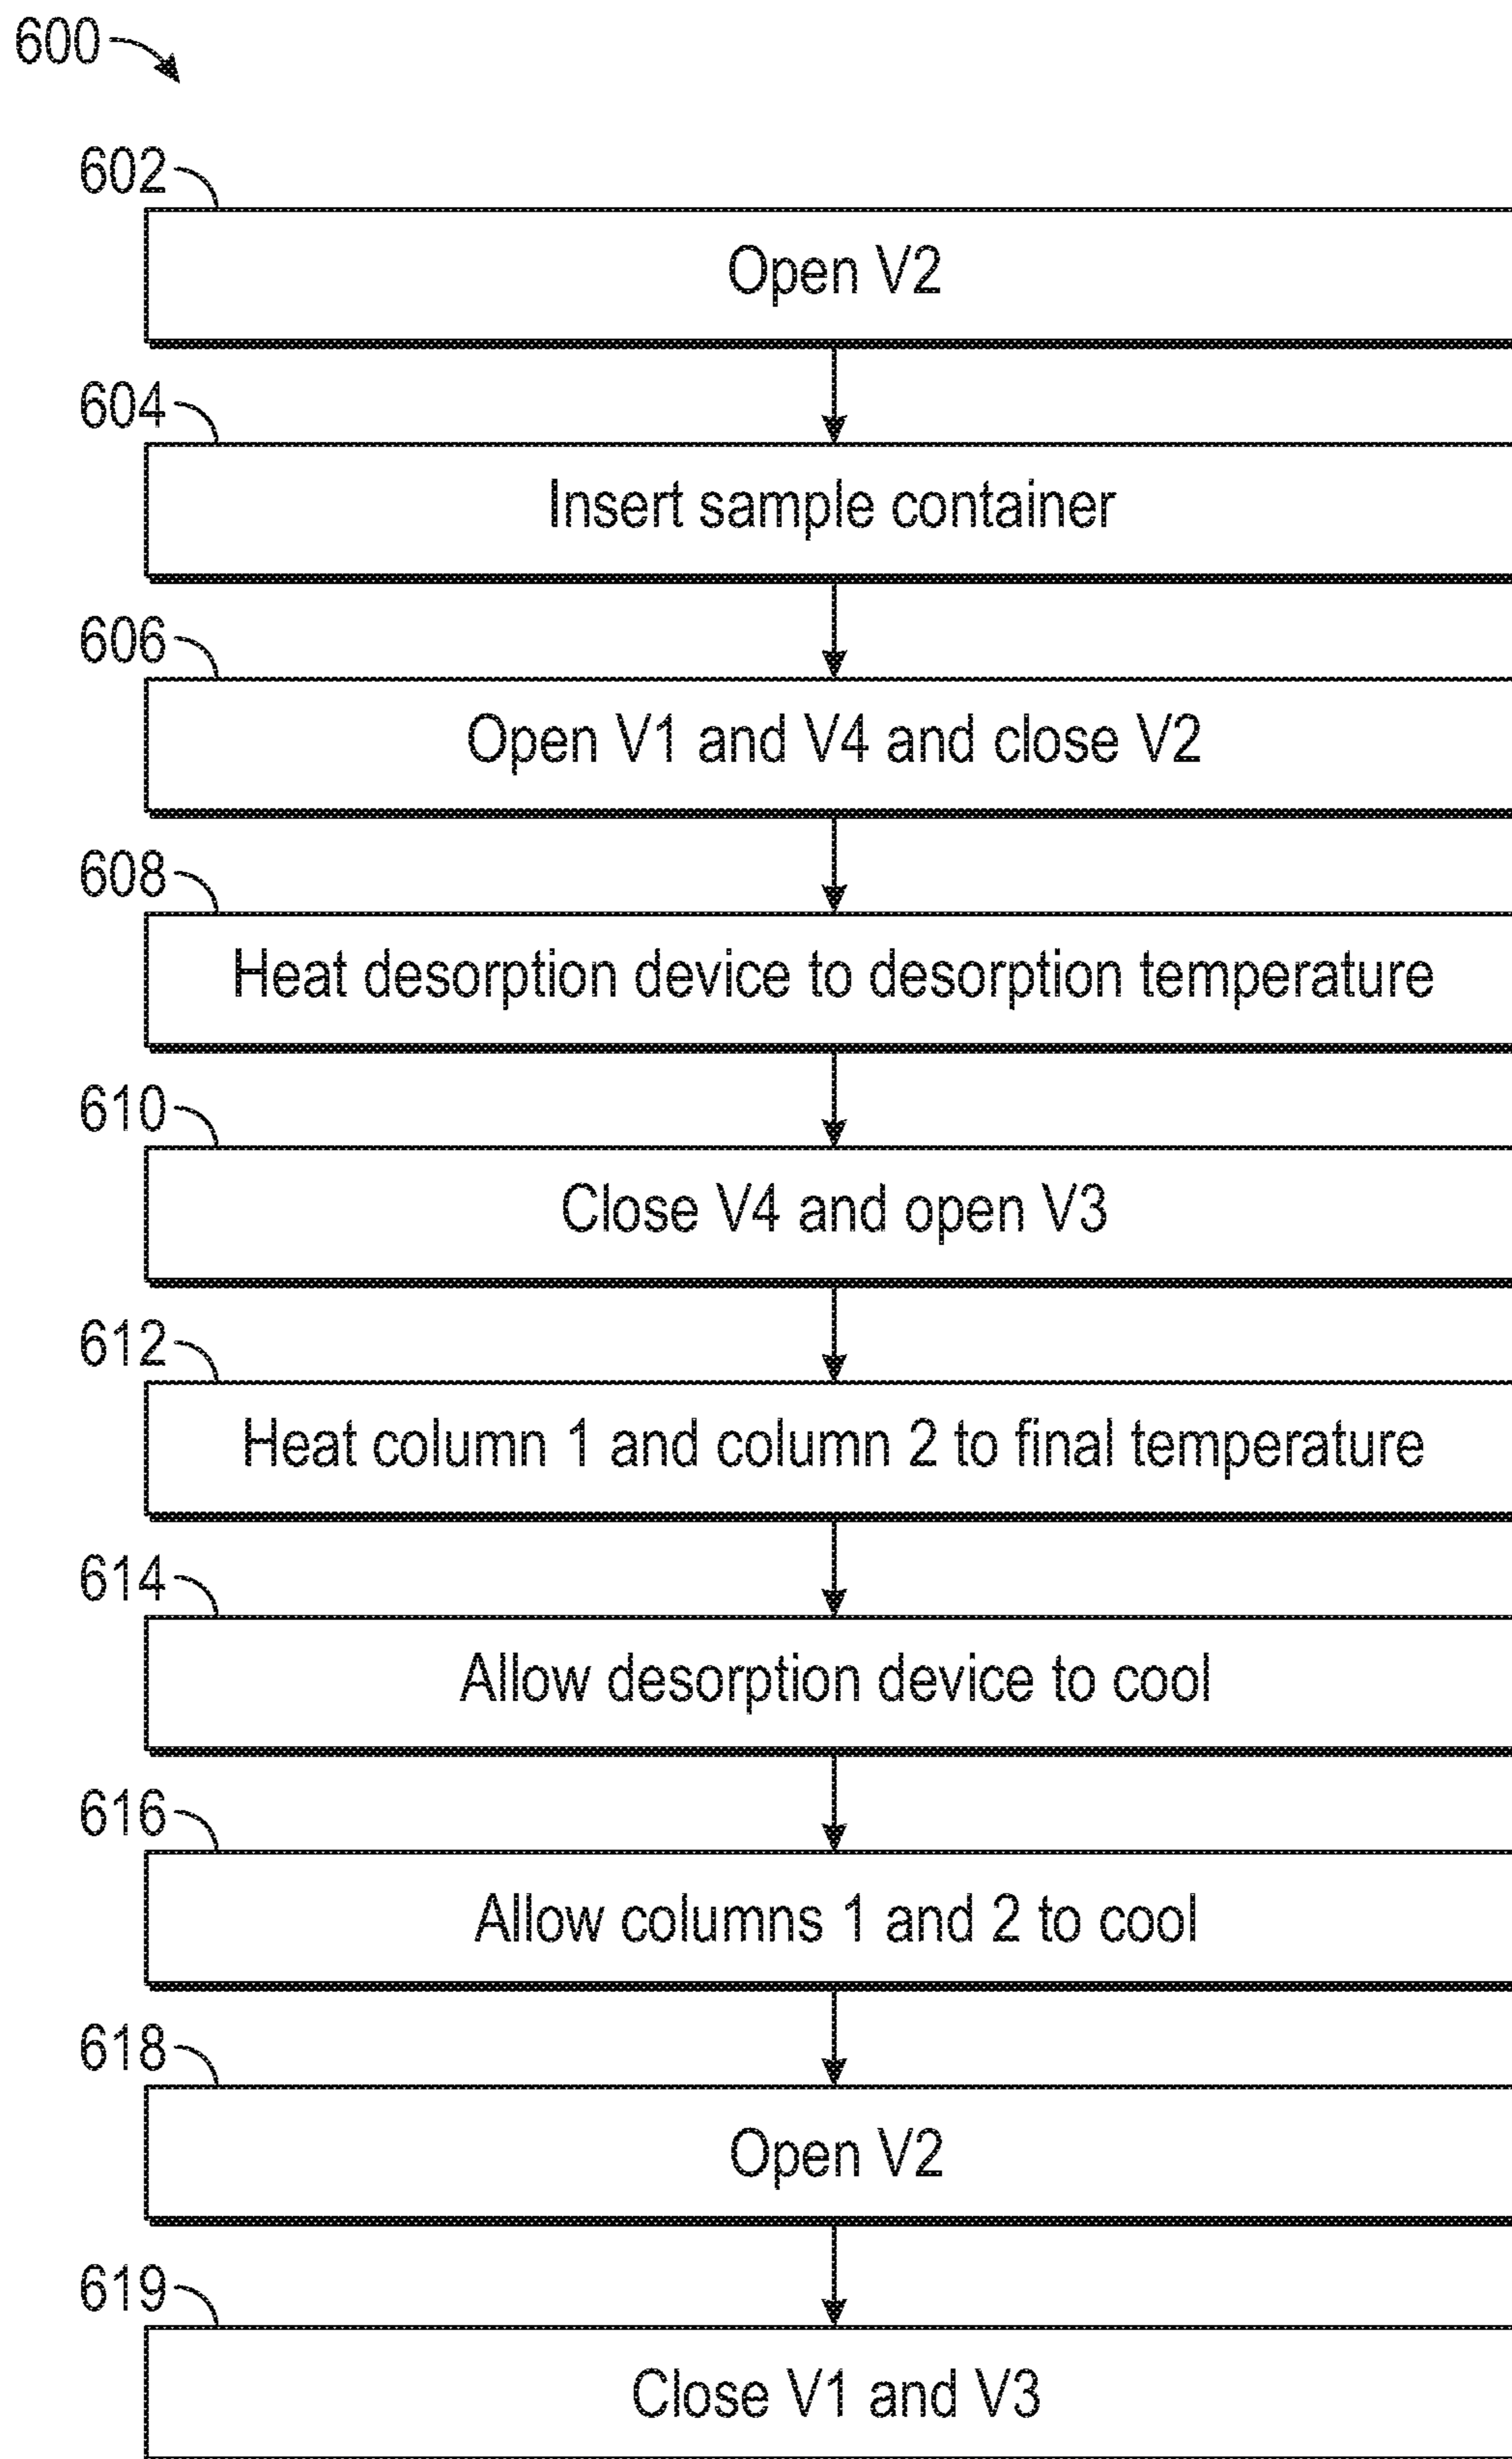 600
602
Open V2
604
Insert sample container
606
Open V1 and V4 and close V2
608
Heat desorption device to desorption temperature
610
Close V4 and open V3
612
Heat column 1 and column 2 to final temperature
614
Allow desorption device to cool
616
Allow columns 1 and 2 to cool
618
Open V2
619
Close V1 and V3